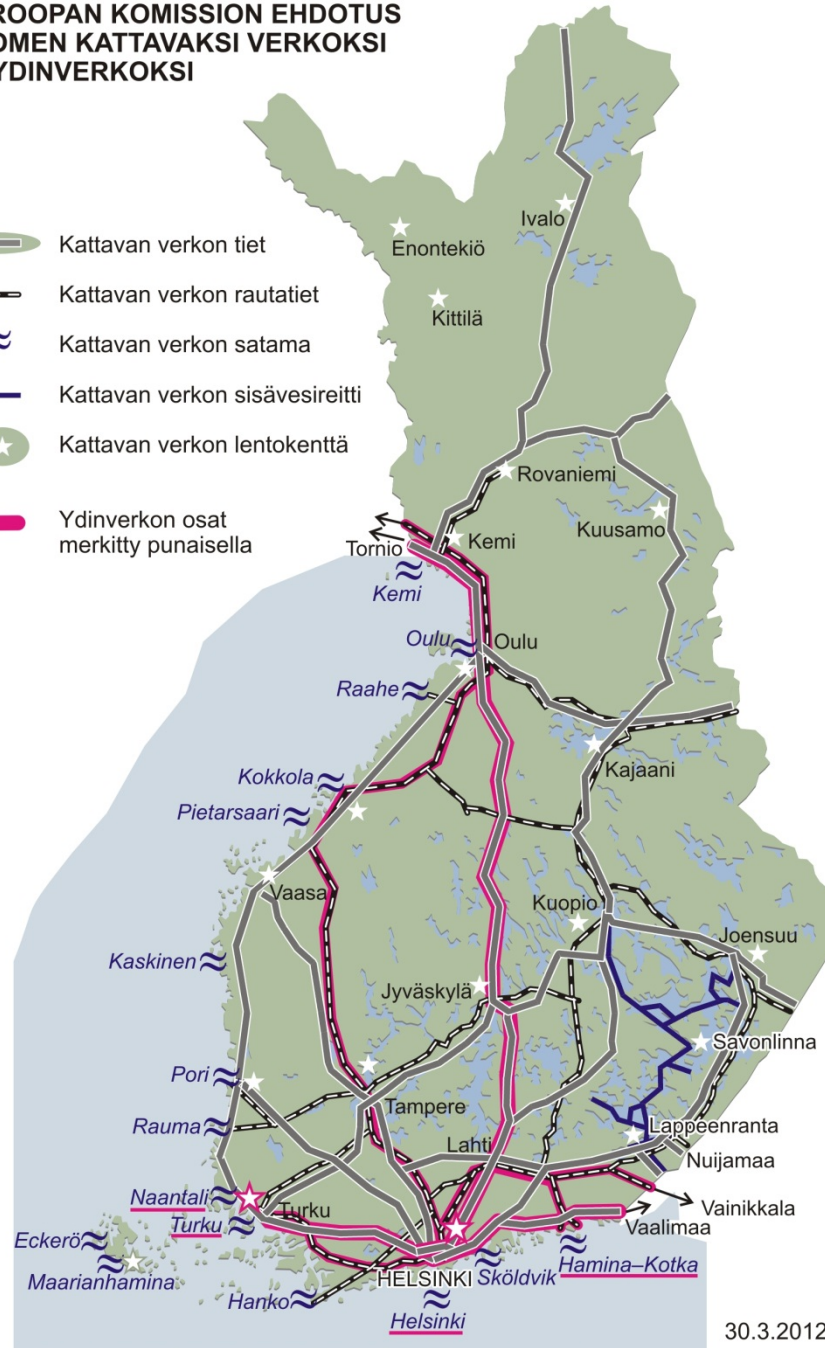 ROOPAN KOMISSION EHDOTUS
OMEN KATTAVAKSI VERKOKSI
YDINVERKOKSI
Kattavan verkon tiet
Kattavan verkon rautatiet
Kattavan verkon satama
Kattavan verkon sisävesireitti
Kattavan verkon lentokenttä
Ydinverkon osat
merkitty punaisella
Ivalo
Enontekiö
Kittilä
Rovaniemi
Kuusamo
Kemi
Tornio
Kemi
Oulu
Oulu
Raahe
Kajaani
Kokkola
Pietarsaari
Vaasa
Kuopio
Joensuu
Kaskinen
Jyväskylä
Savonlinna
Pori
Tampere
Rauma
Lappeenranta
Lahti
Nuijamaa
Naantali
Turku
Vainikkala
Turku
Vaalimaa
Eckerö
Hamina–Kotka
Maarianhamina
HELSINKI
Sköldvik
Hanko
Helsinki
30.3.2012